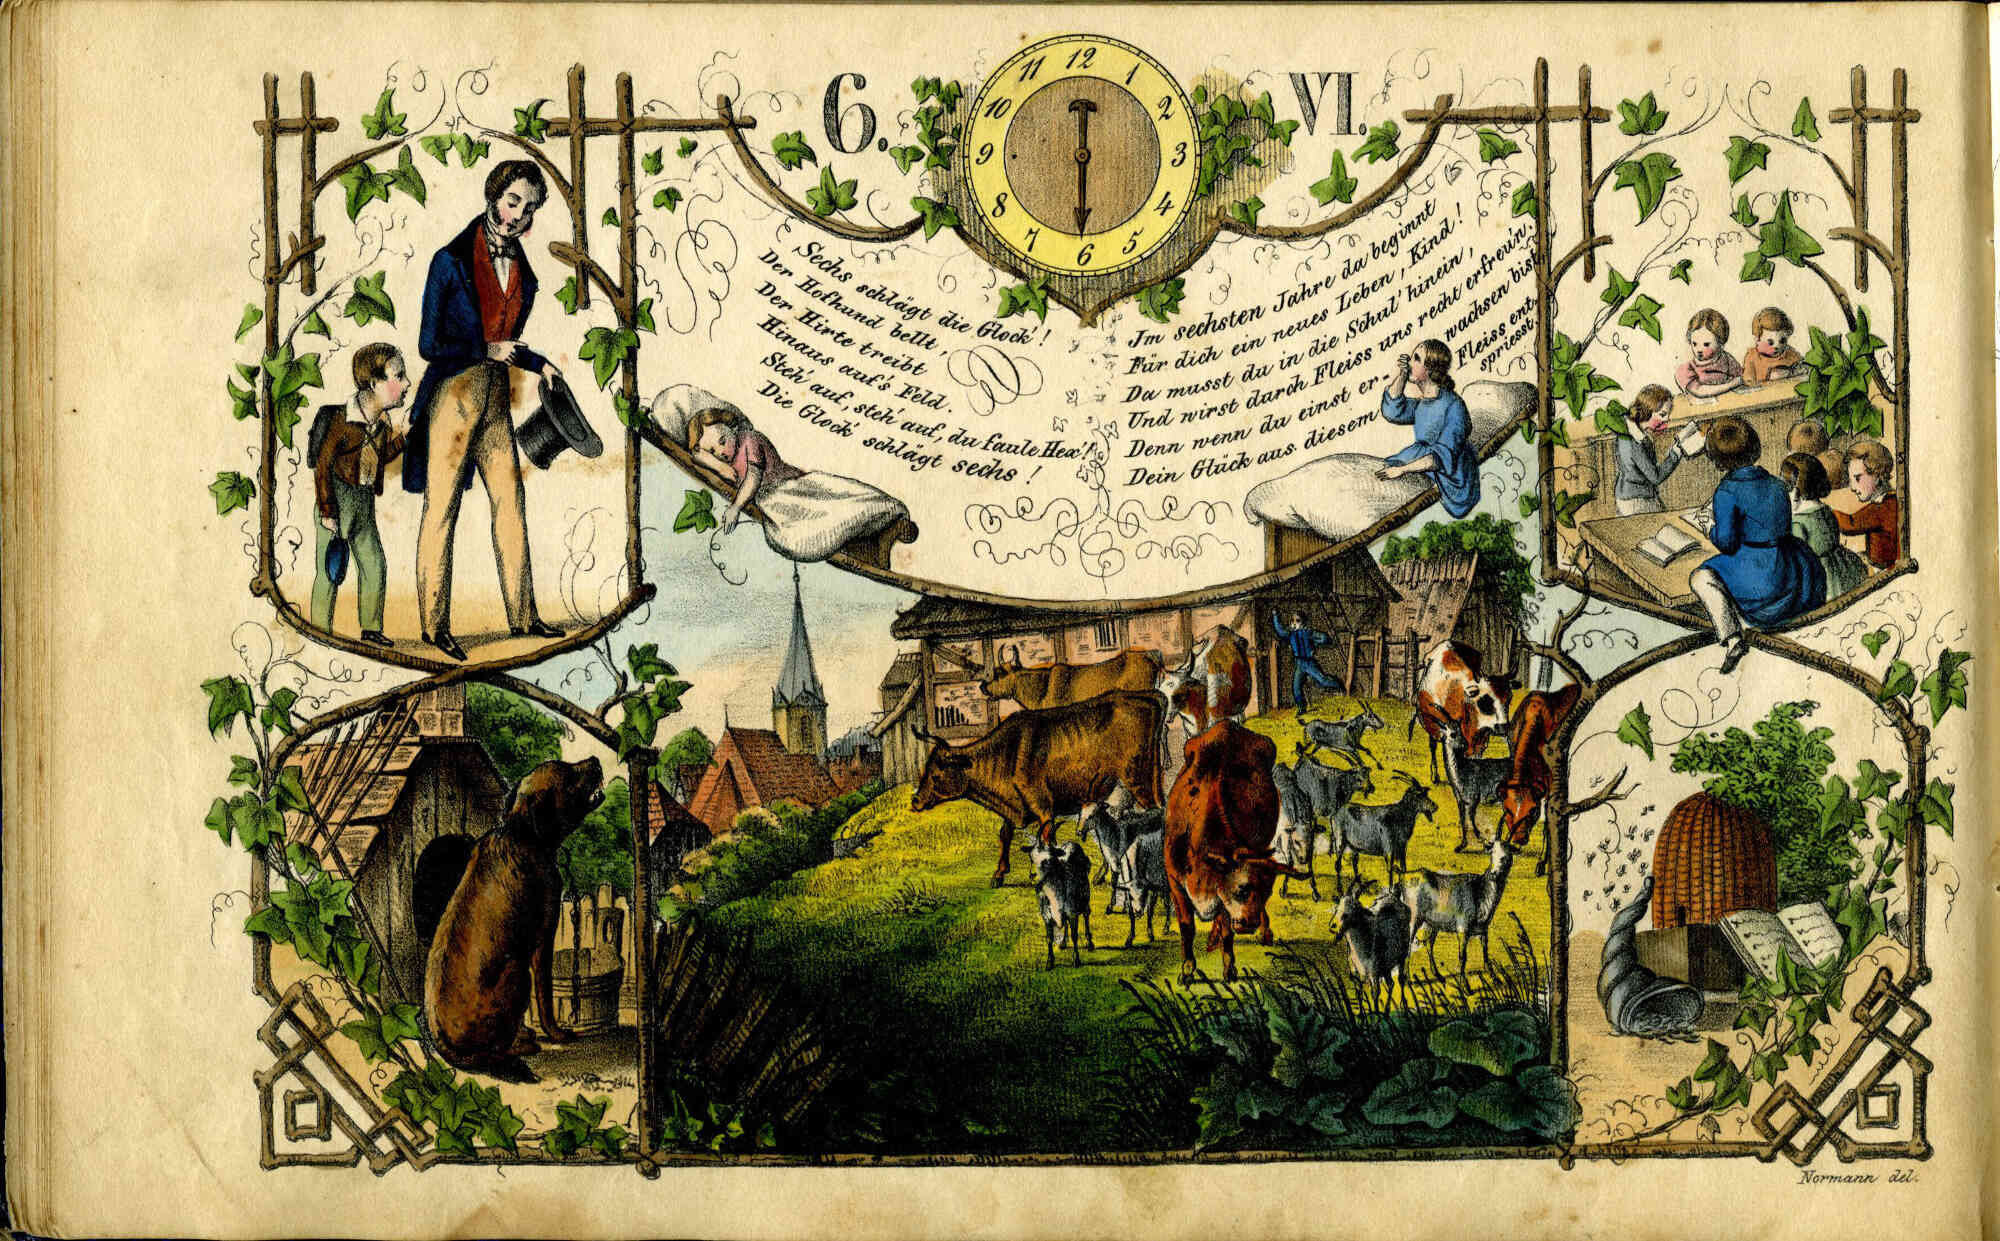 6.
VI.
11
12
1
10
2
9
3
8
4
7
6
5
Sechs schlägt die Glock'!
Der Hofhund bellt,
Der Hirte treibt
Hinaus auf's Feld.
Steh' auf, steh' auf, du faule Hex'!
Die Glock' schlägt sechs!
Im sechsten Jahre da beginnt
Für dich ein neues Leben, Kind!
Da musst du in die Schul' hinein,
Und wirst durch Fleiss uns recht erfreu'n.
Denn wenn du einst er-wachsen bist,
Dein Glück aus diesem Fleiss ent-
spriesst.
Normann del.